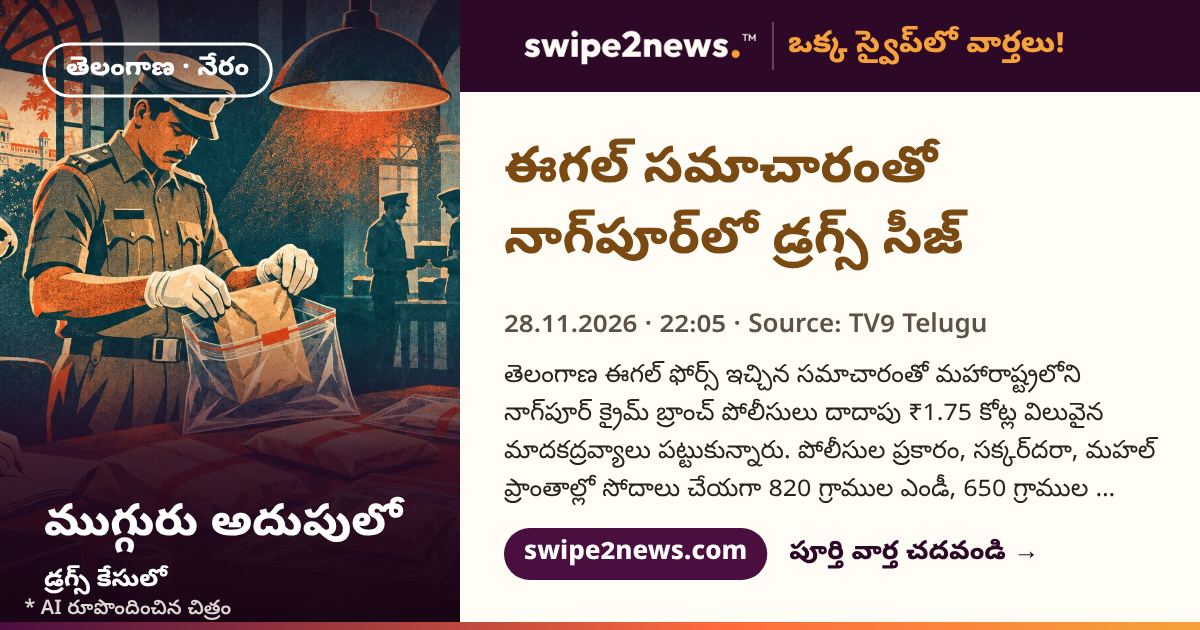 తెలంగాణ · నేరం
swipe2news.™
ఒక్క స్వైప్‌లో వార్తలు!
ఈగల్ సమాచారంతో
నాగ్‌పూర్‌లో డ్రగ్స్ సీజ్
28.11.2026 · 22:05 · Source: TV9 Telugu
తెలంగాణ ఈగల్ ఫోర్స్ ఇచ్చిన సమాచారంతో మహారాష్ట్రలోని
నాగ్‌పూర్ క్రైమ్ బ్రాంచ్ పోలీసులు దాదాపు ₹1.75 కోట్ల విలువైన
మాదకద్రవ్యాలు పట్టుకున్నారు. పోలీసుల ప్రకారం, సక్కర్‌దరా, మహల్
ప్రాంతాల్లో సోదాలు చేయగా 820 గ్రాముల ఎండీ, 650 గ్రాముల ...
swipe2news.com
పూర్తి వార్త చదవండి →
ముగ్గురు అదుపులో
డ్రగ్స్ కేసులో
* AI రూపొందించిన చిత్రం